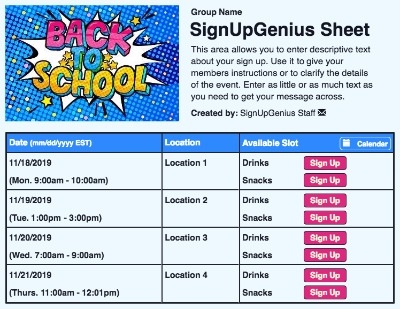 BACK
TO
SCHOOL
Group Name
SignUpGenius Sheet
This area allows you to enter descriptive text
about your sign up. Use it to give your
members instructions or to clarify the details
of the event. Enter as little or as much text as
you need to get your message across.
Created by: SignUpGenius Staff
Date (mm/dd/yyyy EST) Location Available Slot Calendar
11/18/2019 Location 1 Drinks Sign Up
(Mon. 9:00am - 10:00am) Snacks Sign Up
11/19/2019 Location 2 Drinks Sign Up
(Tue. 1:00pm - 3:00pm) Snacks Sign Up
11/20/2019 Location 3 Drinks Sign Up
(Wed. 7:00am - 9:00am) Snacks Sign Up
11/21/2019 Location 4 Drinks Sign Up
(Thurs. 11:00am - 12:01pm) Snacks Sign Up